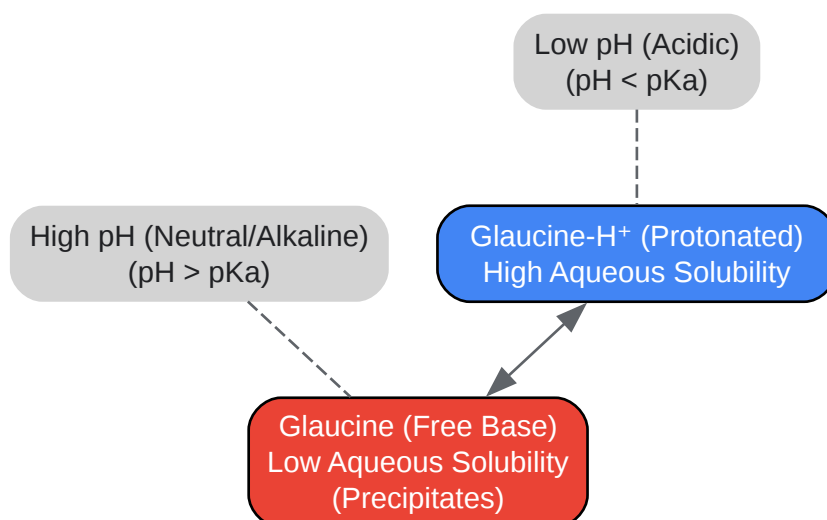 Low pH (Acidic)
(pH < pKa)
High pH (Neutral/Alkaline)
(pH > pKa)
Glaucine-H⁺ (Protonated)
High Aqueous Solubility
Glaucine (Free Base)
Low Aqueous Solubility
(Precipitates)